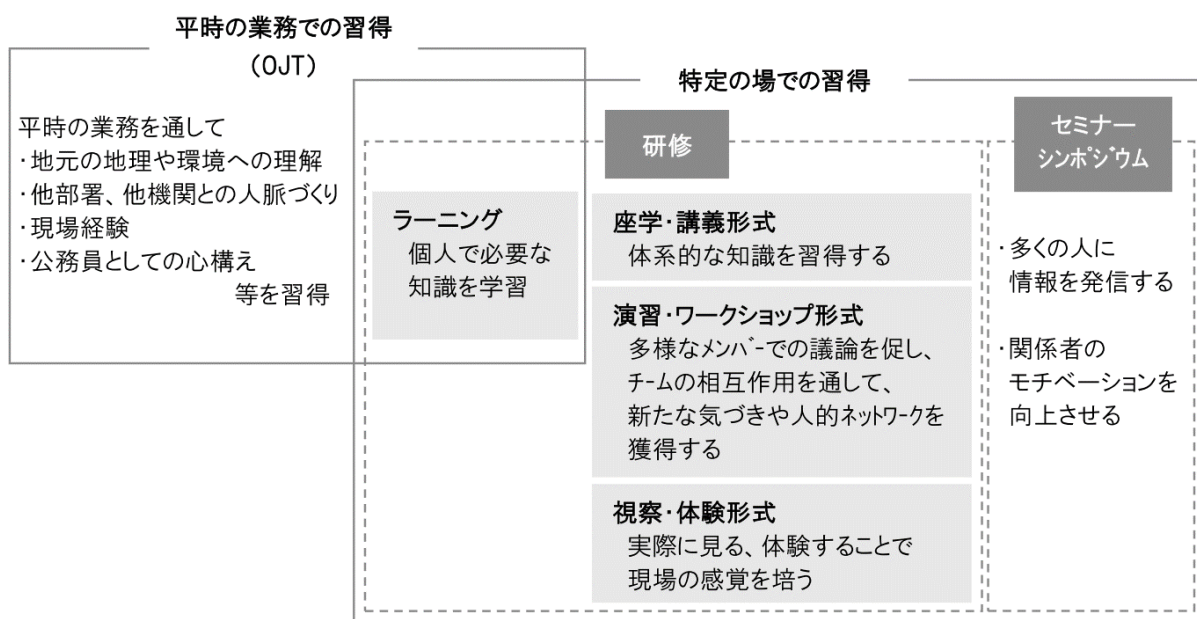 平時の業務での習得
(OJT)
平時の業務を通して
・地元の地理や環境への理解
・他部署、他機関との人脈づくり
・現場経験
・公務員としての心構え
等を習得
特定の場での習得
研修
ラーニング
個人で必要な
知識を学習
座学・講義形式
体系的な知識を習得する
演習・ワークショップ形式
多様なメンバーでの議論を促し、
チームの相互作用を通して、
新たな気づきや人的ネットワークを
獲得する
視察・体験形式
実際に見る、体験することで
現場の感覚を培う
セミナー
シンポジウム
・多くの人に
情報を発信する
・関係者の
モチベーションを
向上させる